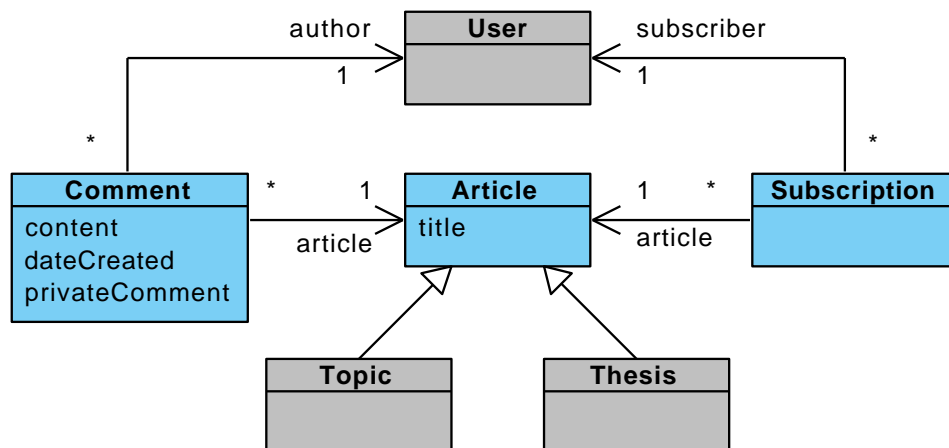 author
User
subscriber
1
1
*
*
Comment
content
dateCreated
privateComment
*
1
article
Article
title
1
*
article
Subscription
Topic
Thesis